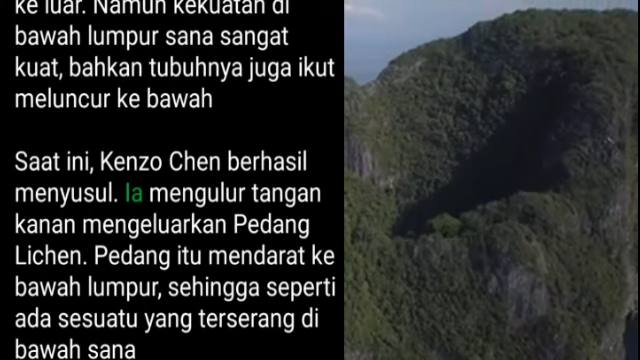 ke luar. Namun kekuatan di
bawah lumpur sana sangat
kuat, bahkan tubuhnya juga ikut
meluncur ke bawah
Saat ini, Kenzo Chen berhasil
menyusul. Ia mengulur tangan
kanan mengeluarkan Pedang
Lichen. Pedang itu mendarat ke
bawah lumpur, sehingga seperti
ada sesuatu yang terserang di
bawah sana